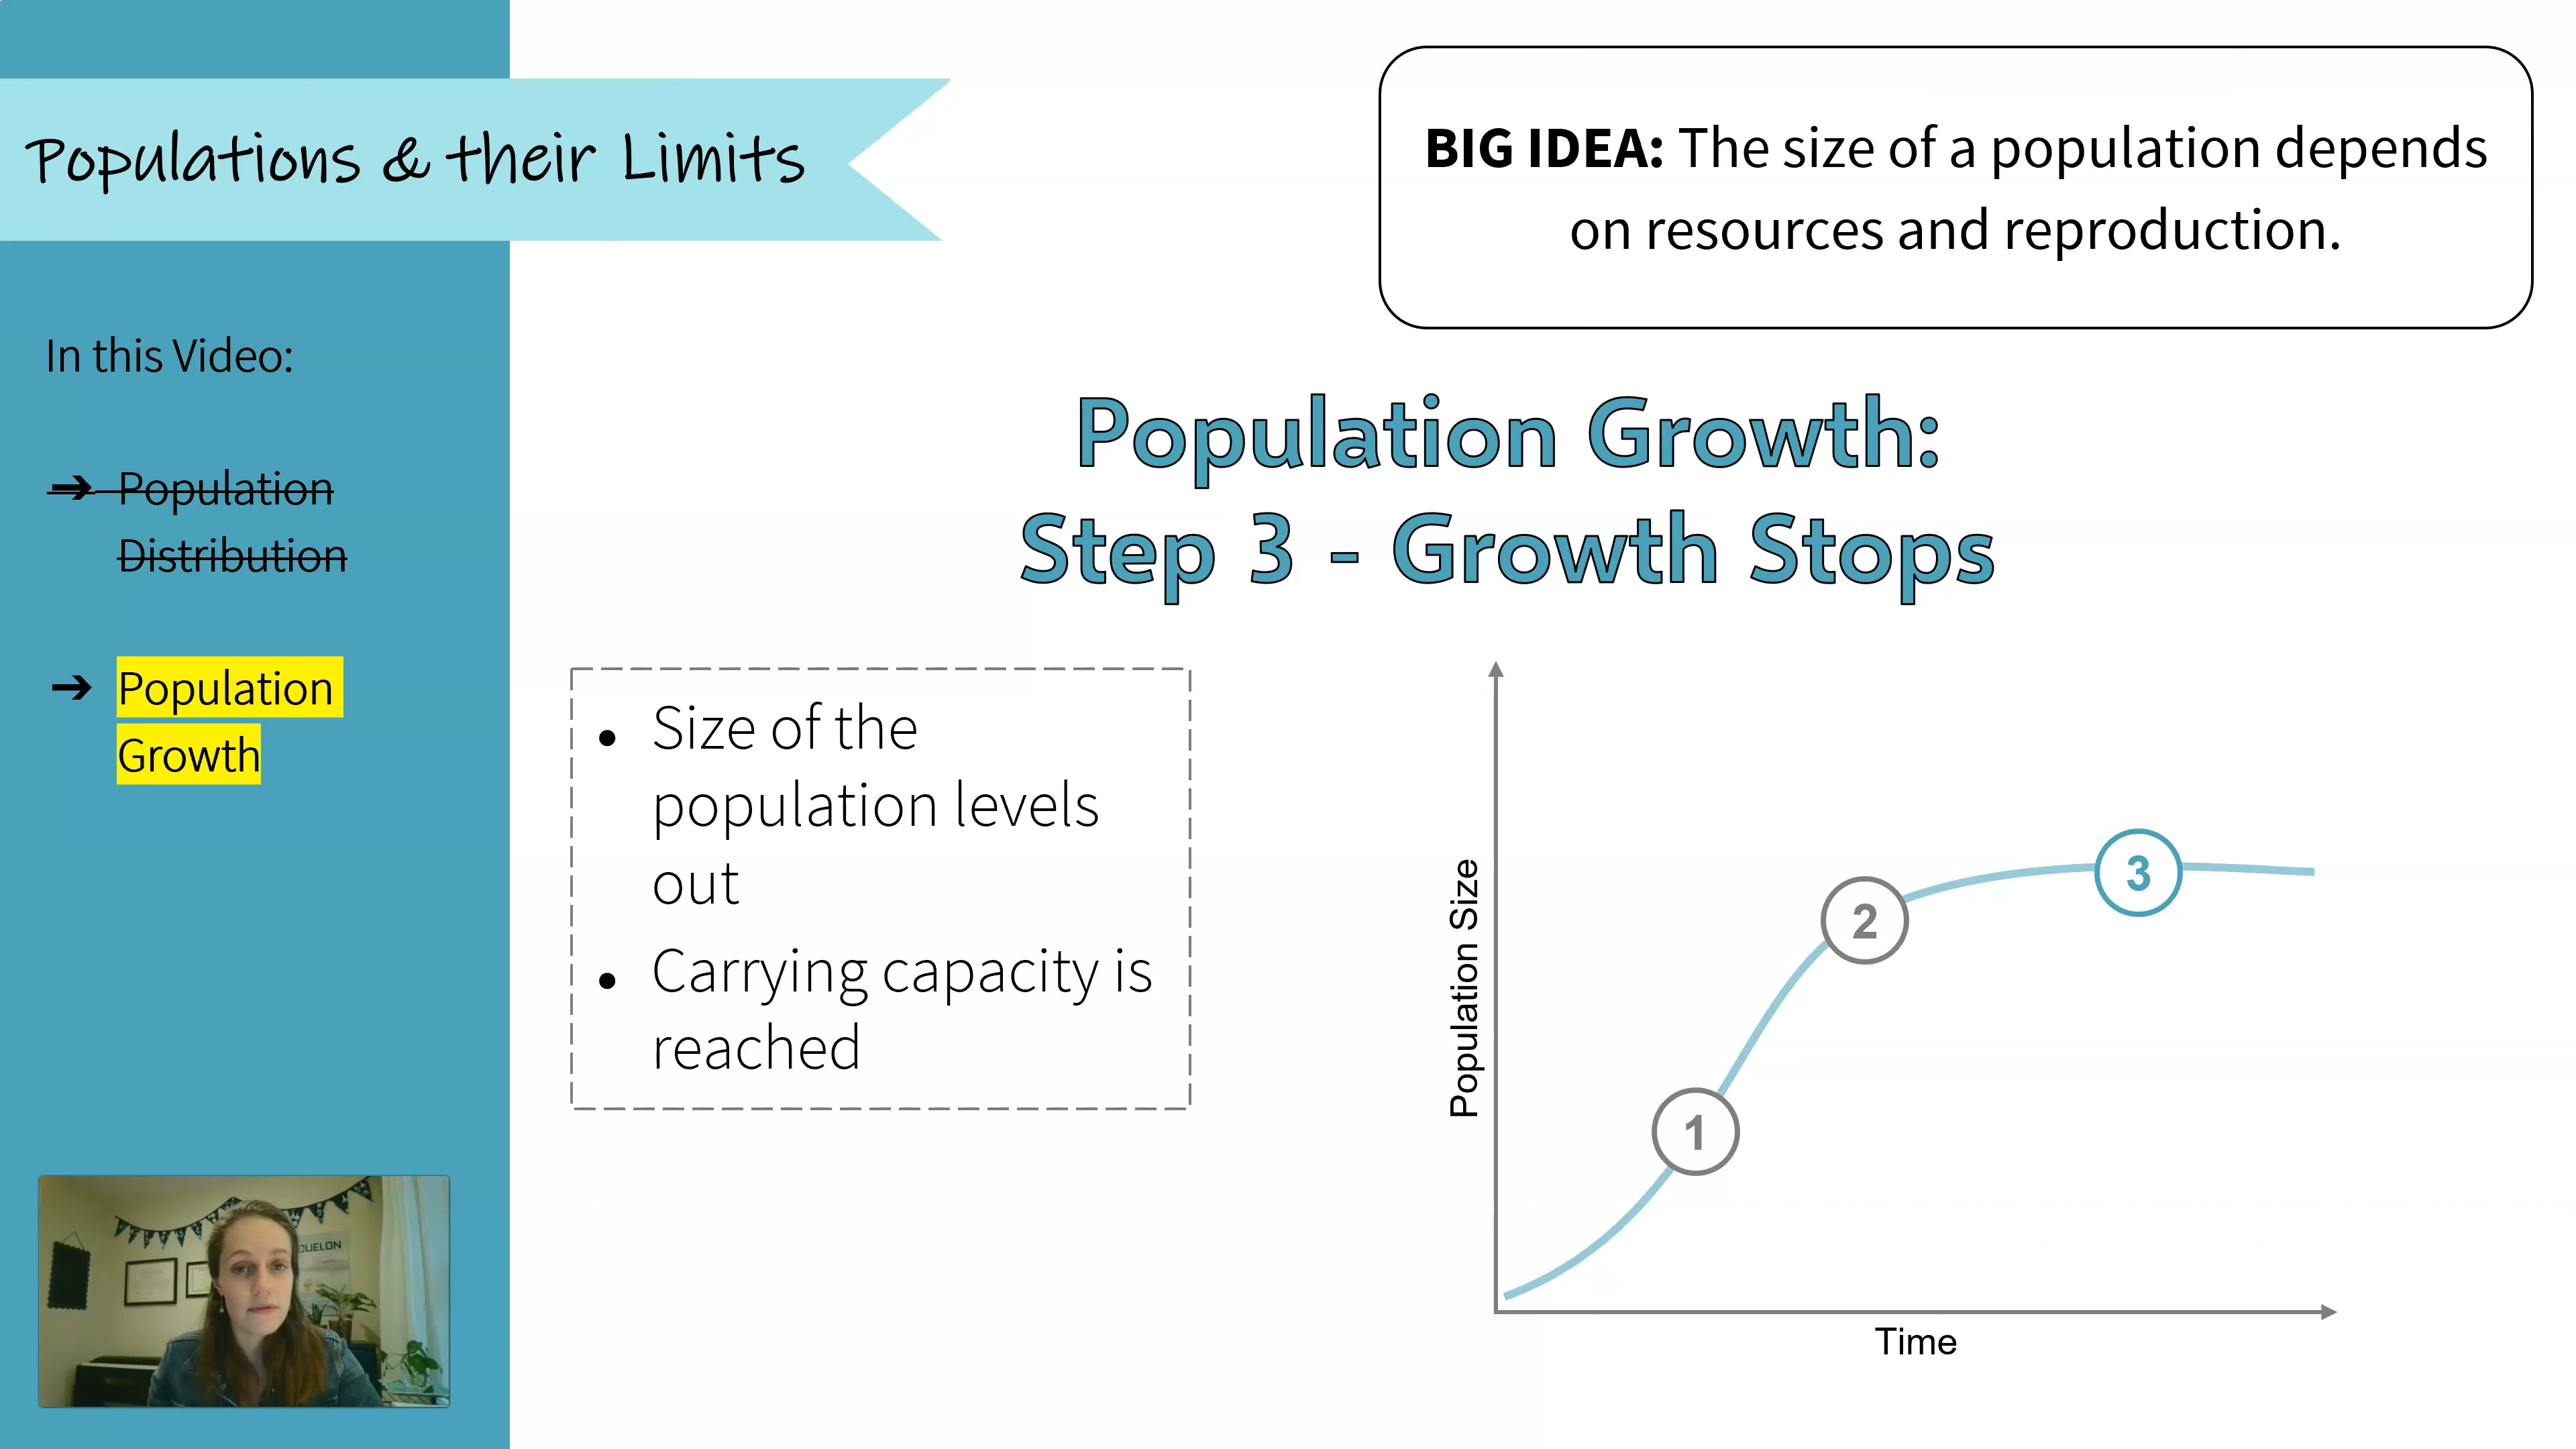 Populations & their Limits
BIG IDEA: The size of a population depends
on resources and reproduction.
In this Video:
➔ Population
Distribution
➔ Population
Growth
Population Growth:
Step 3 - Growth Stops
● Size of the
population levels
out
● Carrying capacity is
reached
Population Size
1
2
3
Time